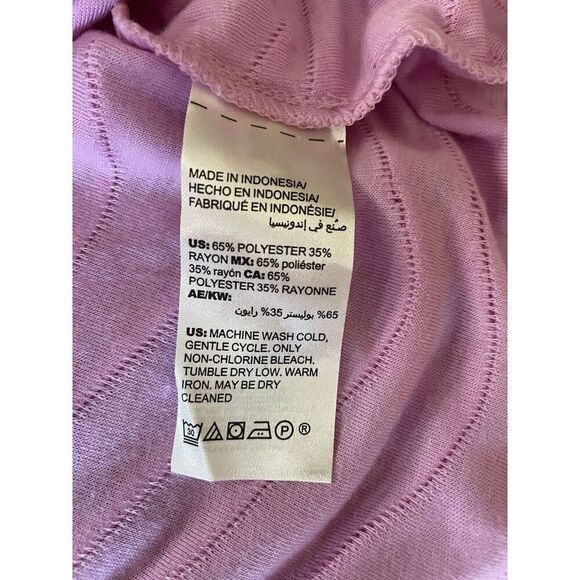 MADE IN INDONESIA/
HECHO EN INDONESIA/
FABRIQUÉ EN INDONÉSIE/
صُنع في إندونيسيا
US: 65% POLYESTER 35%
RAYON MX: 65% poliéster
35% rayón CA: 65%
POLYESTER 35% RAYONNE
AE/KW:
65% بوليستر 35% رايون
US: MACHINE WASH COLD,
GENTLE CYCLE. ONLY
NON-CHLORINE BLEACH.
TUMBLE DRY LOW. WARM
IRON. MAY BE DRY
CLEANED
30 P ®